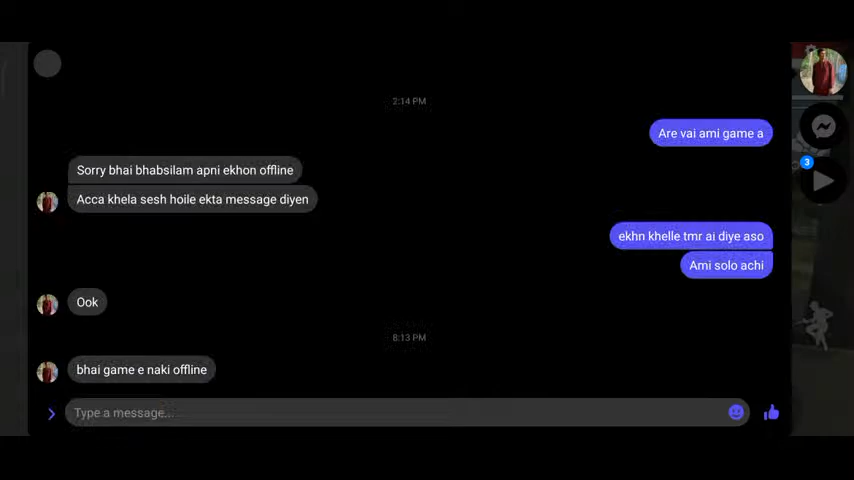 2:14 PM
Are vai ami game a
Sorry bhai bhabsilam apni ekhon offline
Acca khela sesh hoile ekta message diyen
3
ekhn khelle tmr ai diye aso
Ami solo achi
Ook
8:13 PM
bhai game e naki offline
Type a message...